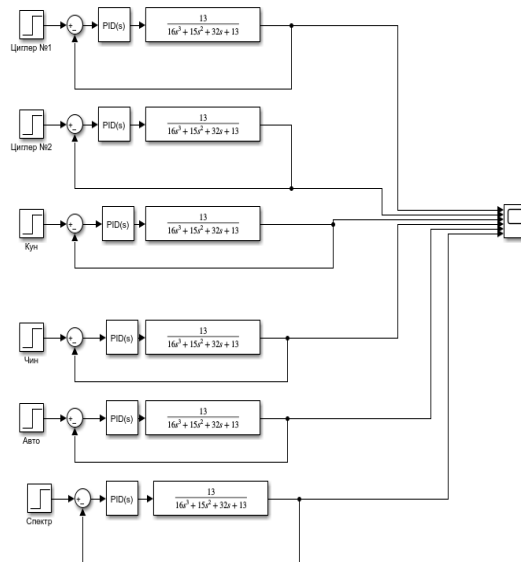 PID(s)
13
16s³ + 15s² + 32s + 13
Циглер №1
PID(s)
13
16s³ + 15s² + 32s + 13
Циглер №2
PID(s)
13
16s³ + 15s² + 32s + 13
Кун
PID(s)
13
16s³ + 15s² + 32s + 13
Чин
PID(s)
13
16s³ + 15s² + 32s + 13
Авто
PID(s)
13
16s³ + 15s² + 32s + 13
Спектр